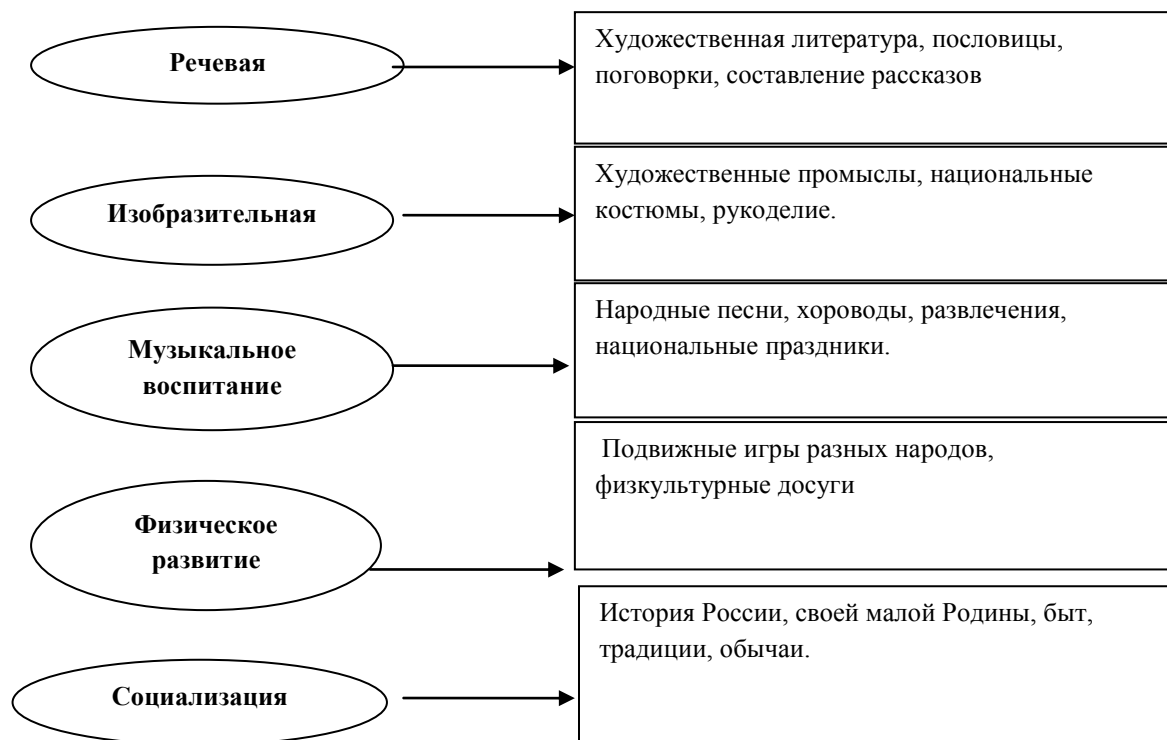 Речевая
Художественная литература, пословицы,
поговорки, составление рассказов
Изобразительная
Художественные промыслы, национальные
костюмы, рукоделие.
Музыкальное
воспитание
Народные песни, хороводы, развлечения,
национальные праздники.
Физическое
развитие
Подвижные игры разных народов,
физкультурные досуги
Социализация
История России, своей малой Родины, быт,
традиции, обычаи.